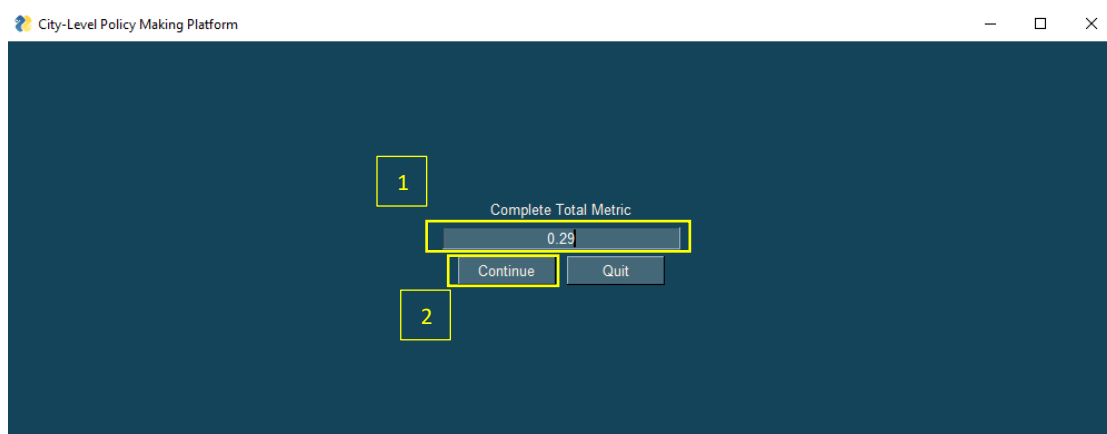 City-Level Policy Making Platform
1
Complete Total Metric
0.29
Continue Quit
2